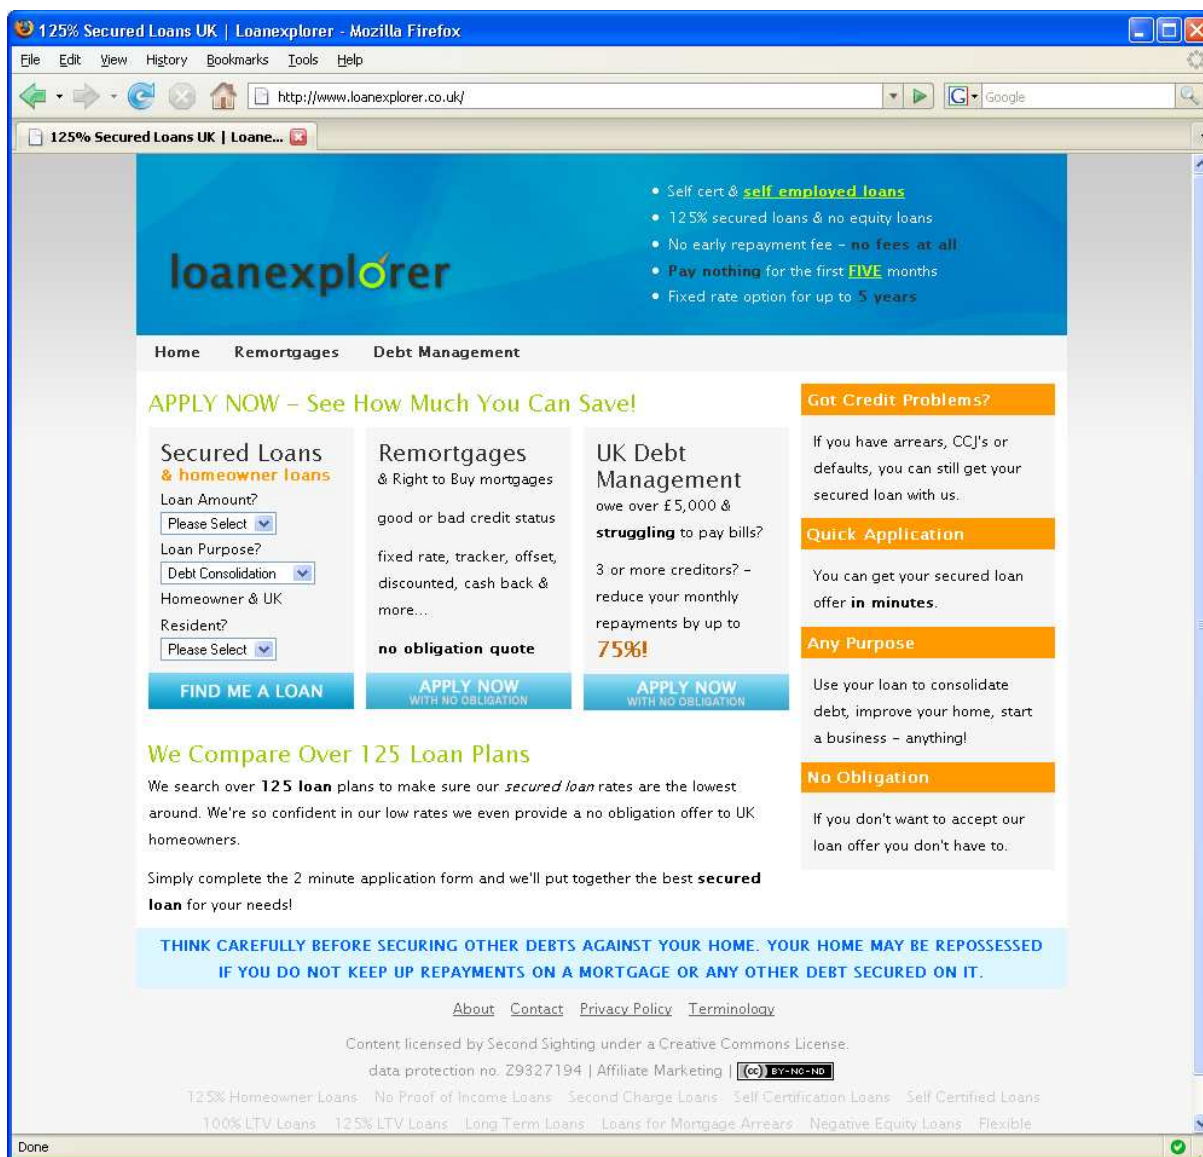 125% Secured Loans UK | Loanexplorer - Mozilla Firefox
File Edit View History Bookmarks Tools Help
http://www.loanexplorer.co.uk/
G Google
125% Secured Loans UK | Loane...
loanexplorer
Self cert & self employed loans
125% secured loans & no equity loans
No early repayment fee – no fees at all
Pay nothing for the first FIVE months
Fixed rate option for up to 5 years
Home Remortgages Debt Management
APPLY NOW – See How Much You Can Save!
Secured Loans
& homeowner loans
Loan Amount?
Please Select
Loan Purpose?
Debt Consolidation
Homeowner & UK
Resident?
Please Select
FIND ME A LOAN
Remortgages
& Right to Buy mortgages
good or bad credit status
fixed rate, tracker, offset,
discounted, cash back &
more...
no obligation quote
APPLY NOW
WITH NO OBLIGATION
UK Debt
Management
owe over £5,000 &
struggling to pay bills?
3 or more creditors? –
reduce your monthly
repayments by up to
75%!
APPLY NOW
WITH NO OBLIGATION
Got Credit Problems?
If you have arrears, CCJ's or
defaults, you can still get your
secured loan with us.
Quick Application
You can get your secured loan
offer in minutes.
Any Purpose
Use your loan to consolidate
debt, improve your home, start
a business – anything!
No Obligation
If you don't want to accept our
loan offer you don't have to.
We Compare Over 125 Loan Plans
We search over 125 loan plans to make sure our secured loan rates are the lowest
around. We're so confident in our low rates we even provide a no obligation offer to UK
homeowners.
Simply complete the 2 minute application form and we'll put together the best secured
loan for your needs!
THINK CAREFULLY BEFORE SECURING OTHER DEBTS AGAINST YOUR HOME. YOUR HOME MAY BE REPOSSESSED
IF YOU DO NOT KEEP UP REPAYMENTS ON A MORTGAGE OR ANY OTHER DEBT SECURED ON IT.
About Contact Privacy Policy Terminology
Content licensed by Second Sighting under a Creative Commons License.
data protection no. Z9327194 | Affiliate Marketing | (cc) BY-NC-ND
125% Homeowner Loans No Proof of Income Loans Second Charge Loans Self Certification Loans Self Certified Loans
100% LTV Loans 125% LTV Loans Long Term Loans Loans for Mortgage Arrears Negative Equity Loans Flexible
Done